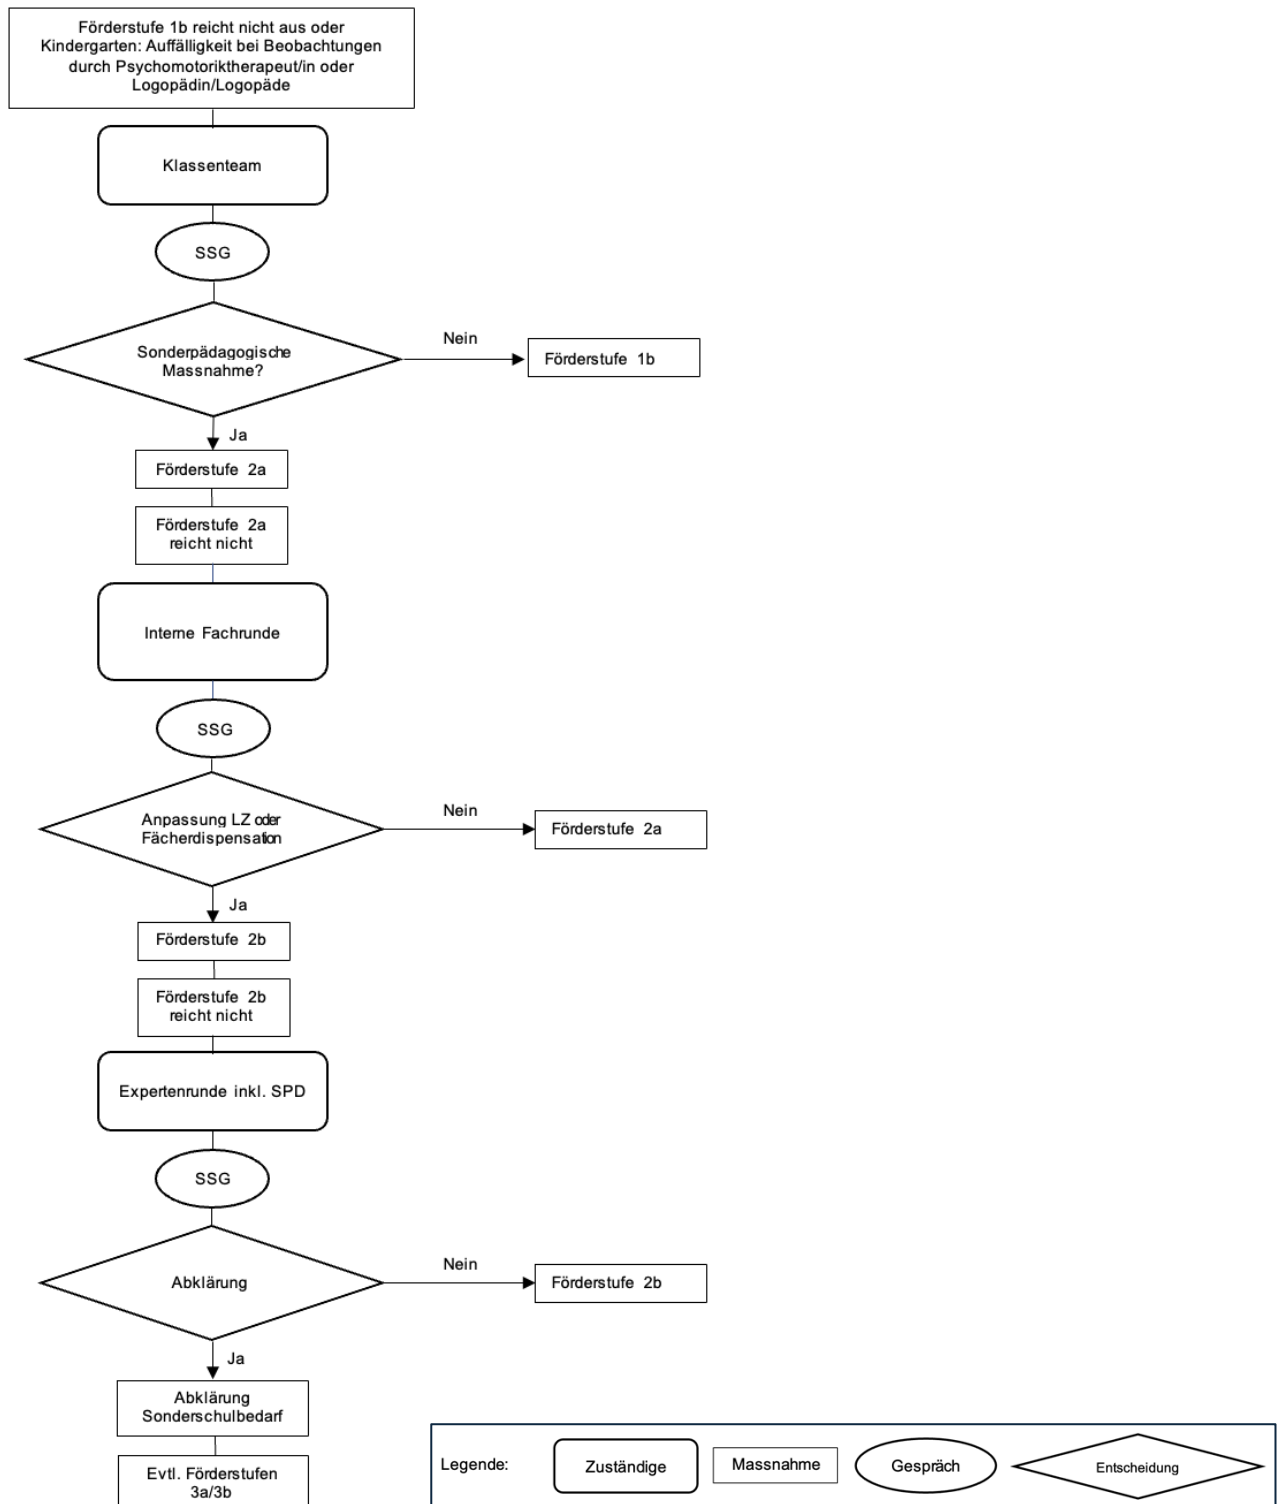 Förderstufe 1b reicht nicht aus oder
Kindergarten: Auffälligkeit bei Beobachtungen
durch Psychomotoriktherapeut/in oder
Logopädin/Logopäde
Klassenteam
SSG
Sonderpädagogische
Massnahme?
Nein
Förderstufe 1b
Ja
Förderstufe 2a
Förderstufe 2a
reicht nicht
Interne Fachrunde
SSG
Anpassung LZ oder
Fächerdispensation
Nein
Förderstufe 2a
Ja
Förderstufe 2b
Förderstufe 2b
reicht nicht
Expertenrunde inkl. SPD
SSG
Abklärung
Nein
Förderstufe 2b
Ja
Abklärung
Sonderschulbedarf
Evtl. Förderstufen
3a/3b
Legende:
Zuständige
Massnahme
Gespräch
Entscheidung